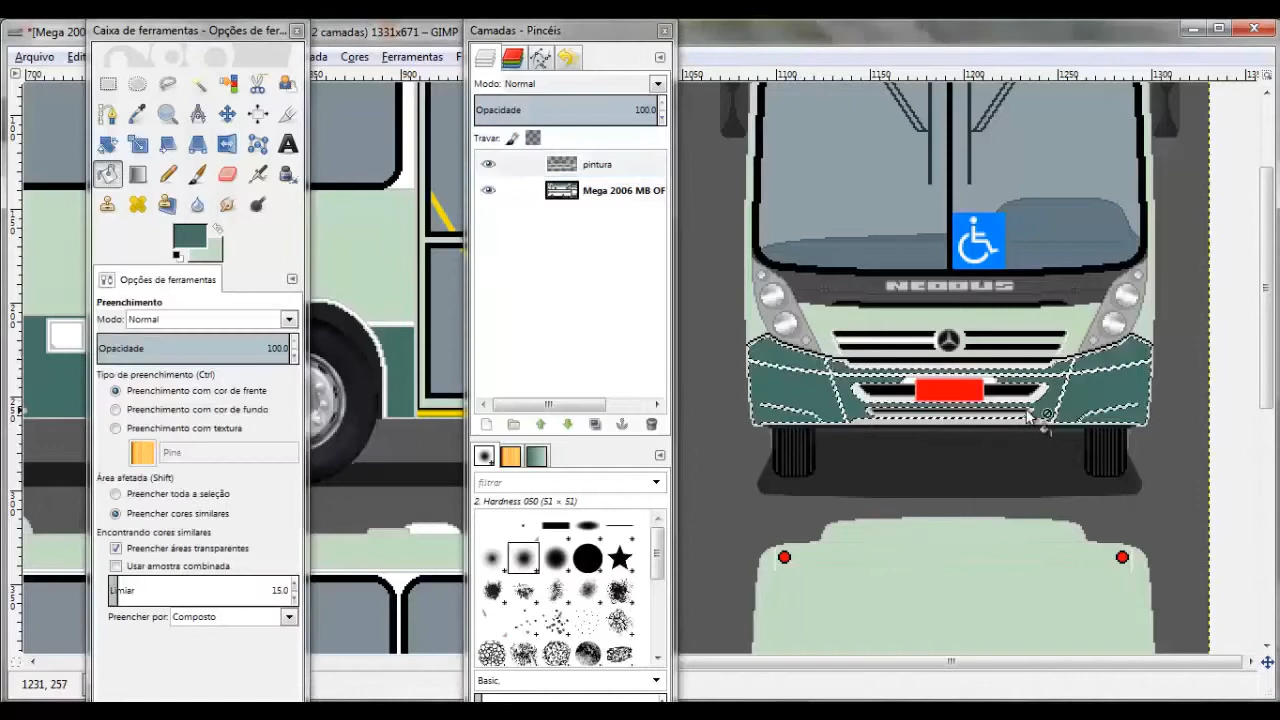 *[Mega 200
Caixa de ferramentas - Opções de fer...
2 camadas) 1331x671 – GIMP
Camadas - Pincéis
Arquivo
Edi
Cores
Ferramentas
700
900
1050
1100
1150
1200
1250
1300
Modo: Normal
Opacidade 100.0
Travar:
pintura
Mega 2006 MB OF
Opções de ferramentas
Preenchimento
Modo: Normal
Opacidade 100.0
Tipo de preenchimento (Ctrl)
Preenchimento com cor de frente
Preenchimento com cor de fundo
Preenchimento com textura
Pine
Área afetada (Shift)
Preencher toda a seleção
Preencher cores similares
Encontrando cores similares
Preencher áreas transparentes
Usar amostra combinada
Limiar 15.0
Preencher por: Composto
filtrar
2. Hardness 050 (51 × 51)
Basic,
NEOBUS
1231, 257